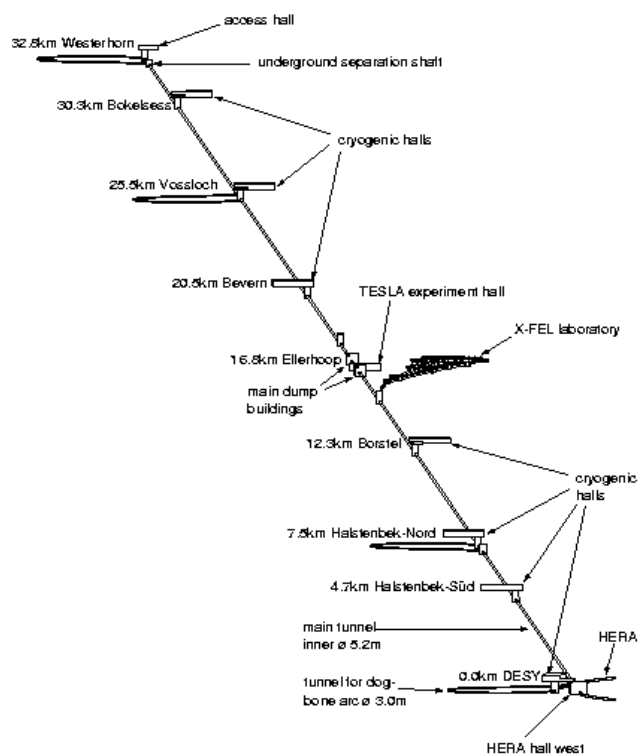 access hall
32.8km Westerhorn
underground separation shaft
30.3km Bokelsess
cryogenic halls
25.5km Vossloch
20.5km Bevern
TESLA experiment hall
X-FEL laboratory
16.8km Ellerhoop
main dump
buildings
12.3km Borstel
cryogenic
halls
7.5km Halstenbek-Nord
4.7km Halstenbek-Süd
main tunnel
inner ø 5.2m
HERA
0.0km DESY
tunnel for dog-
bone arc ø 3.0m
HERA hall west